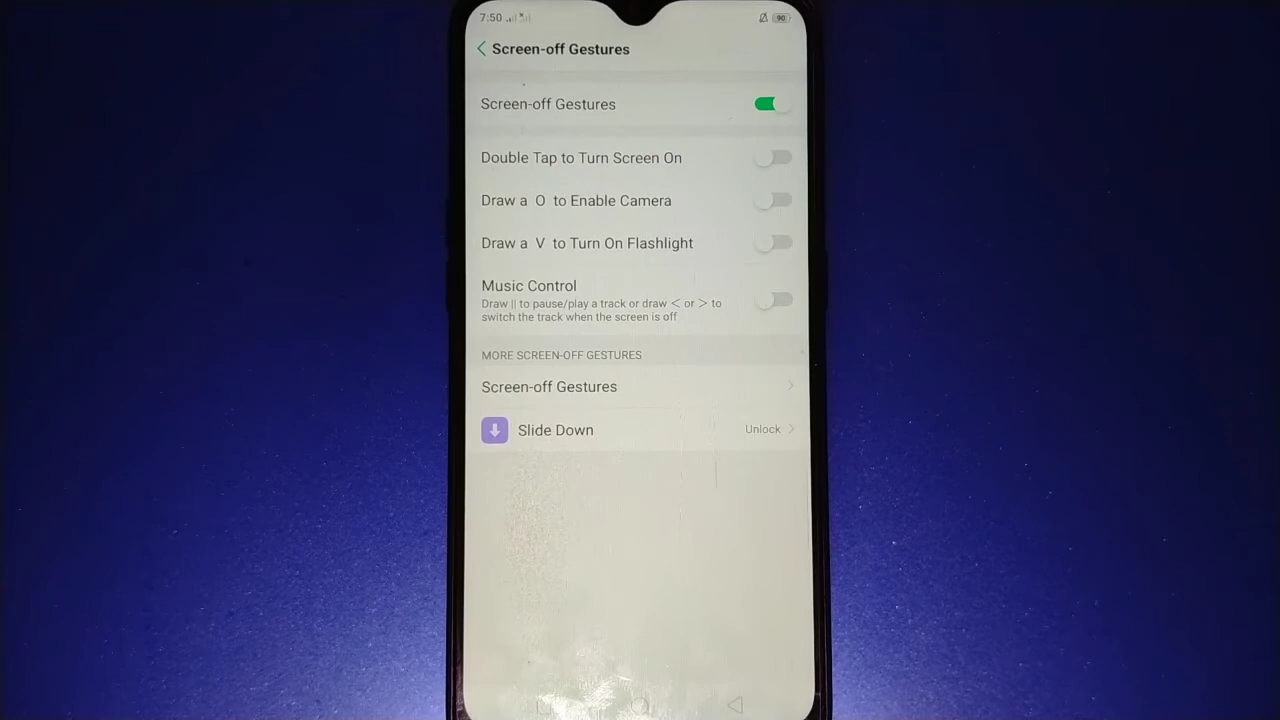 7:50
90
Screen-off Gestures
Screen-off Gestures
Double Tap to Turn Screen On
Draw a O to Enable Camera
Draw a V to Turn On Flashlight
Music Control
Draw || to pause/play a track or draw < or > to
switch the track when the screen is off
MORE SCREEN-OFF GESTURES
Screen-off Gestures
Slide Down
Unlock